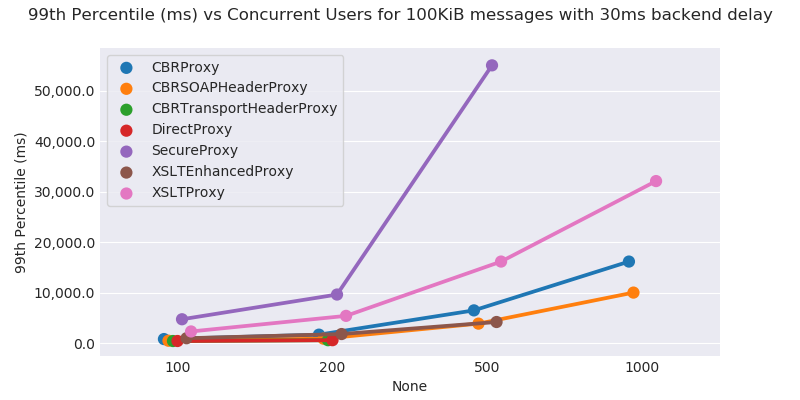 99th Percentile (ms) vs Concurrent Users for 100KiB messages with 30ms backend delay
CBRProxy
CBRSOAPHeaderProxy
CBRTransportHeaderProxy
DirectProxy
SecureProxy
XSLTEnhancedProxy
XSLTProxy
99th Percentile (ms)
50,000.0
40,000.0
30,000.0
20,000.0
10,000.0
0.0
100 200 500 1000
None